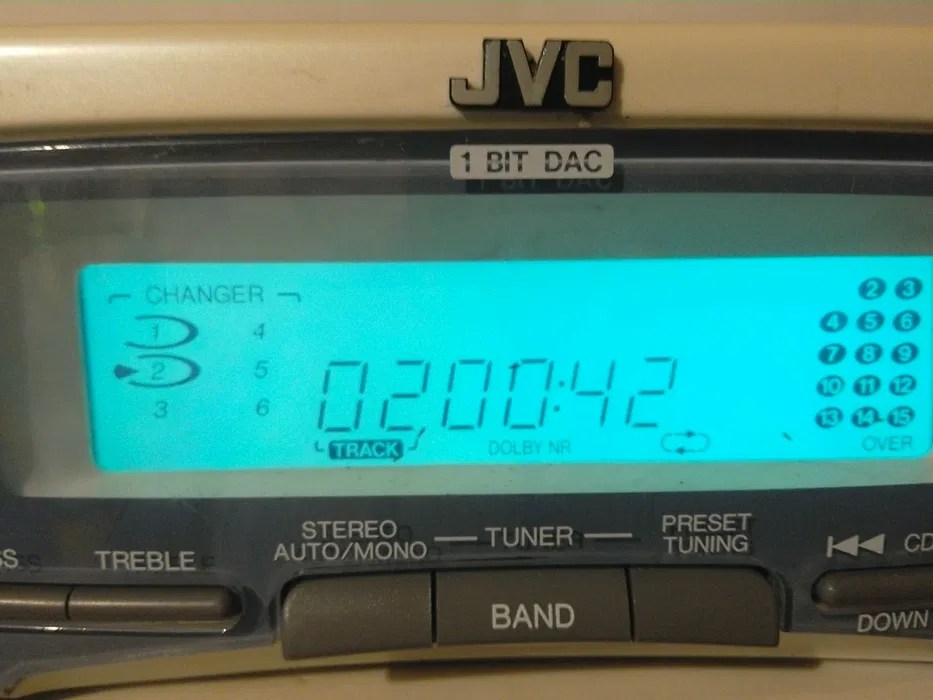 JVC
1 BIT DAC
CHANGER
1 4
2 5
3 6
02 00:42
TRACK
DOLBY NR
2 3
4 5 6
7 8 9
10 11 12
13 14 15
OVER
SS
TREBLE
STEREO
AUTO/MONO
TUNER
PRESET
TUNING
BAND
CD
DOWN